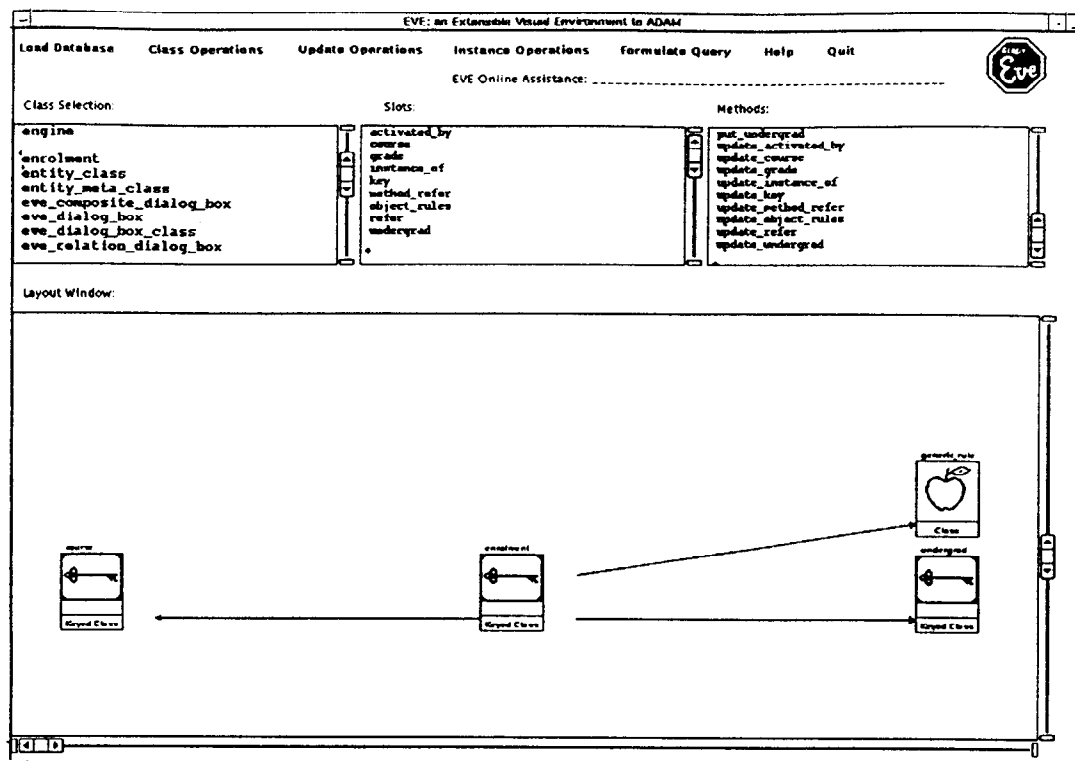 EVE: an Extensible Visual Environment to ADAM
Load Database Class Operations Update Operations Instance Operations Formulate Query Help Quit
Eve
EVE Online Assistance:
Class Selection:
engine
enrolment
entity_class
entity_meta_class
eve_composite_dialog_box
eve_dialog_box
eve_dialog_box_class
eve_relation_dialog_box
Slots:
activated_by
course
grade
instance_of
key
method_refer
object_rules
refer
undergrad
Methods:
put_undergrad
update_activated_by
update_course
update_grade
update_instance_of
update_key
update_method_refer
update_object_rules
update_refer
update_undergrad
Layout Window:
generic_rule
Class
course
Keyed Class
enrolment
Keyed Class
undergrad
Keyed Class